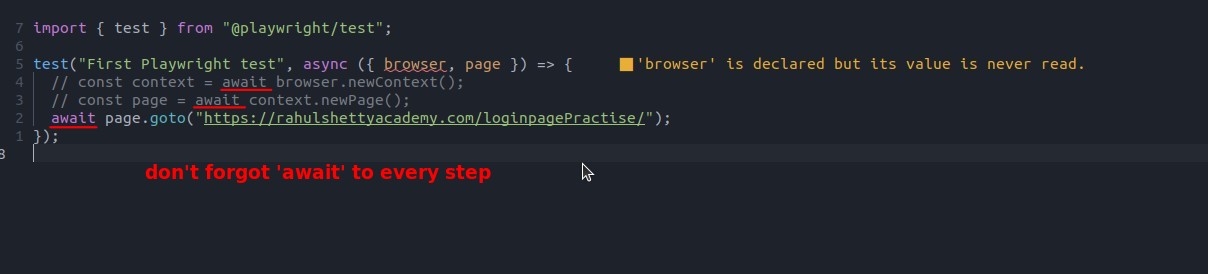 7 import { test } from "@playwright/test";
6
5 test("First Playwright test", async ({ browser, page }) => { 'browser' is declared but its value is never read.
4 // const context = await browser.newContext();
3 // const page = await context.newPage();
2 await page.goto("https://rahulshettyacademy.com/loginpagePractise/");
1 });
8
don't forgot 'await' to every step